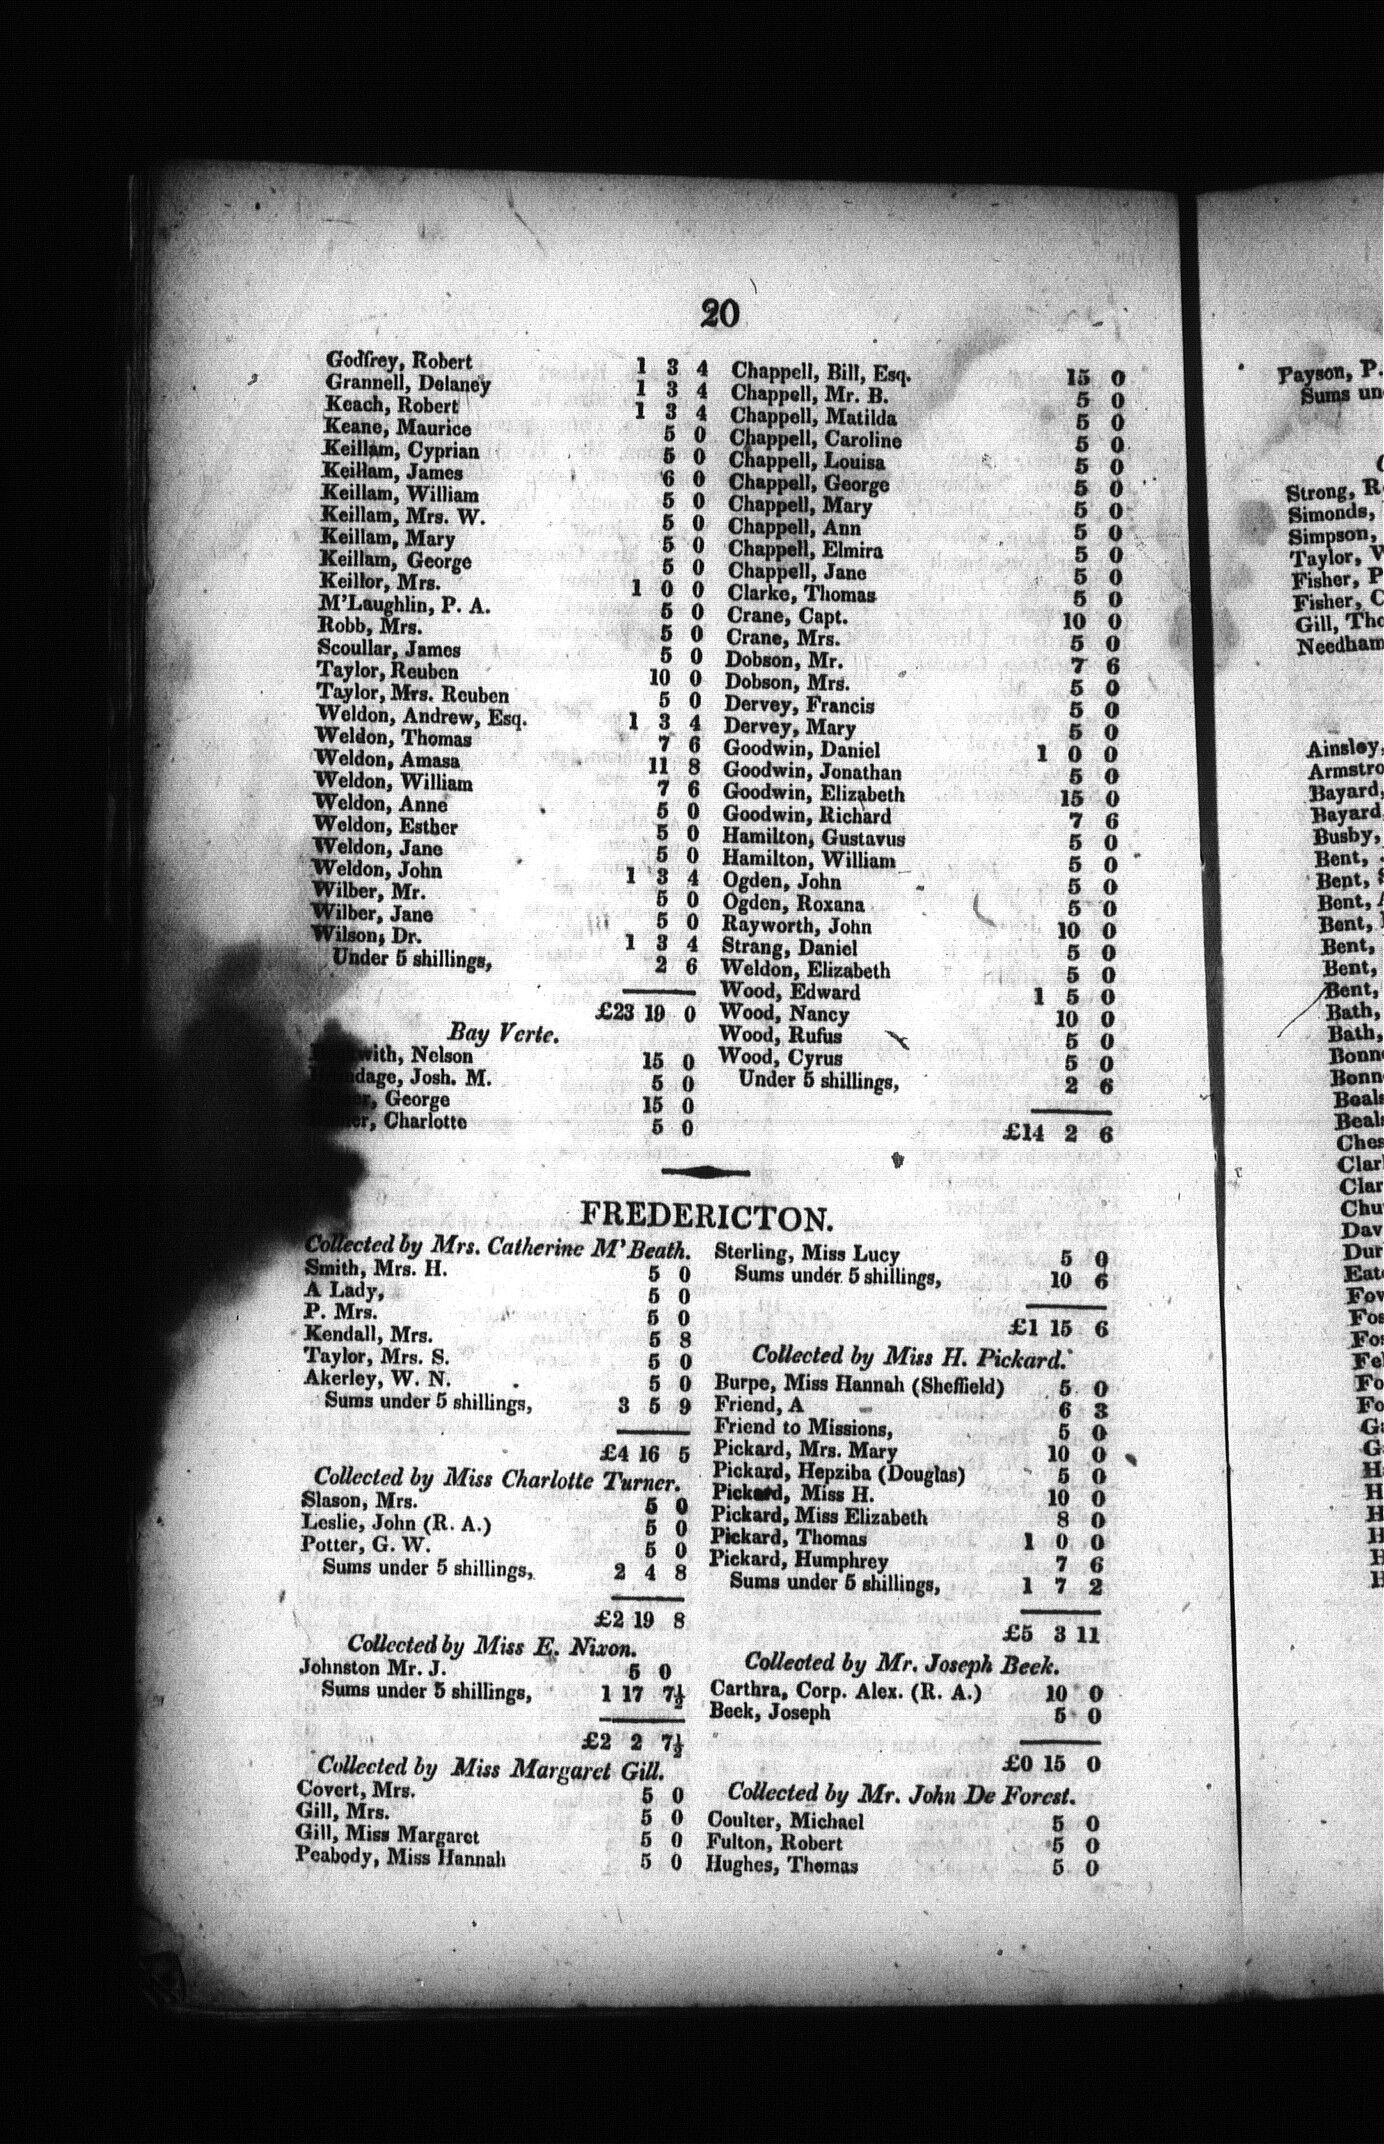 20
Godfrey, Robert 1 3 4
Grannell, Delaney 1 3 4
Keach, Robert 1 3 4
Keane, Maurice 5 0
Keillam, Cyprian 5 0
Keillam, James 6 0
Keillam, William 5 0
Keillam, Mrs. W. 5 0
Keillam, Mary 5 0
Keillam, George 5 0
Keillor, Mrs. 1 0 0
M'Laughlin, P. A. 5 0
Robb, Mrs. 5 0
Scoullar, James 5 0
Taylor, Reuben 10 0
Taylor, Mrs. Reuben 5 0
Weldon, Andrew, Esq. 1 3 4
Weldon, Thomas 7 6
Weldon, Amasa 11 8
Weldon, William 7 6
Weldon, Anne 5 0
Weldon, Esther 5 0
Weldon, Jane 5 0
Weldon, John 1 3 4
Wilber, Mr. 5 0
Wilber, Jane 5 0
Wilson, Dr. 1 3 4
Under 5 shillings, 2 6
£23 19 0
Bay Verte.
Nelson 15 0
Josh. M. 5 0
George 15 0
Charlotte 5 0
Chappell, Bill, Esq. 15 0
Chappell, Mr. B. 5 0
Chappell, Matilda 5 0
Chappell, Caroline 5 0
Chappell, Louisa 5 0
Chappell, George 5 0
Chappell, Mary 5 0
Chappell, Ann 5 0
Chappell, Elmira 5 0
Chappell, Jane 5 0
Clarke, Thomas 5 0
Crane, Capt. 10 0
Crane, Mrs. 5 0
Dobson, Mr. 7 6
Dobson, Mrs. 5 0
Dervey, Francis 5 0
Dervey, Mary 5 0
Goodwin, Daniel 1 0 0
Goodwin, Jonathan 5 0
Goodwin, Elizabeth 15 0
Goodwin, Richard 7 6
Hamilton, Gustavus 5 0
Hamilton, William 5 0
Ogden, John 5 0
Ogden, Roxana 5 0
Rayworth, John 10 0
Strang, Daniel 5 0
Weldon, Elizabeth 5 0
Wood, Edward 1 5 0
Wood, Nancy 10 0
Wood, Rufus 5 0
Wood, Cyrus 5 0
Under 5 shillings, 2 6
£14 2 6
FREDERICTON.
Collected by Mrs. Catherine M'Beath.
Smith, Mrs. H. 5 0
A Lady, 5 0
P. Mrs. 5 0
Kendall, Mrs. 5 8
Taylor, Mrs. S. 5 0
Akerley, W. N. 5 0
Sums under 5 shillings, 3 5 9
£4 16 5
Collected by Miss Charlotte Turner.
Slason, Mrs. 5 0
Leslie, John (R. A.) 5 0
Potter, G. W. 5 0
Sums under 5 shillings, 2 4 8
£2 19 8
Collected by Miss E. Nixon.
Johnston Mr. J. 5 0
Sums under 5 shillings, 1 17 7½
£2 2 7½
Collected by Miss Margaret Gill.
Covert, Mrs. 5 0
Gill, Mrs. 5 0
Gill, Miss Margaret 5 0
Peabody, Miss Hannah 5 0
Sterling, Miss Lucy 5 0
Sums under 5 shillings, 10 6
£1 15 6
Collected by Miss H. Pickard.
Burpe, Miss Hannah (Sheffield) 5 0
Friend, A 6 3
Friend to Missions, 5 0
Pickard, Mrs. Mary 10 0
Pickard, Hepziba (Douglas) 5 0
Pickard, Miss H. 10 0
Pickard, Miss Elizabeth 8 0
Pickard, Thomas 1 0 0
Pickard, Humphrey 7 6
Sums under 5 shillings, 1 7 2
£5 3 11
Collected by Mr. Joseph Beek.
Carthra, Corp. Alex. (R. A.) 10 0
Beek, Joseph 5 0
£0 15 0
Collected by Mr. John De Forest.
Coulter, Michael 5 0
Fulton, Robert 5 0
Hughes, Thomas 5 0
Payson, P.
Sums
Strong,
Simonds,
Simpson,
Taylor,
Fisher,
Fisher,
Gill,
Needham
Ainsley,
Bayard,
Bayard,
Busby,
Bent,
Bent,
Bent,
Bent,
Bent,
Bent,
Bent,
Bath,
Bath,